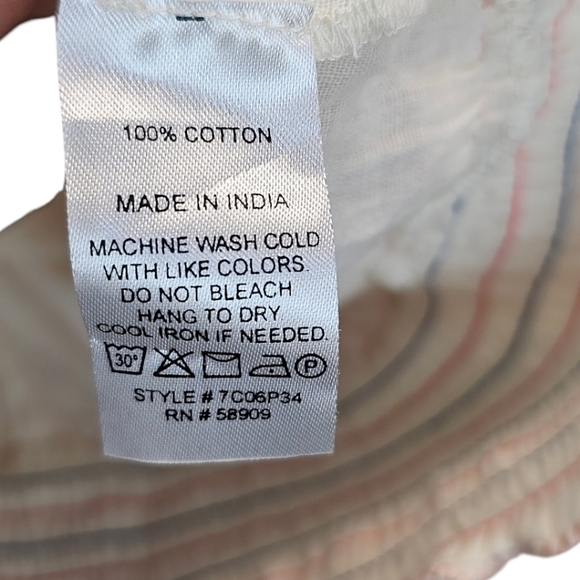 100% COTTON
MADE IN INDIA
MACHINE WASH COLD
WITH LIKE COLORS.
DO NOT BLEACH
HANG TO DRY
COOL IRON IF NEEDED.
30°
P
STYLE # 7C06P34
RN # 58909